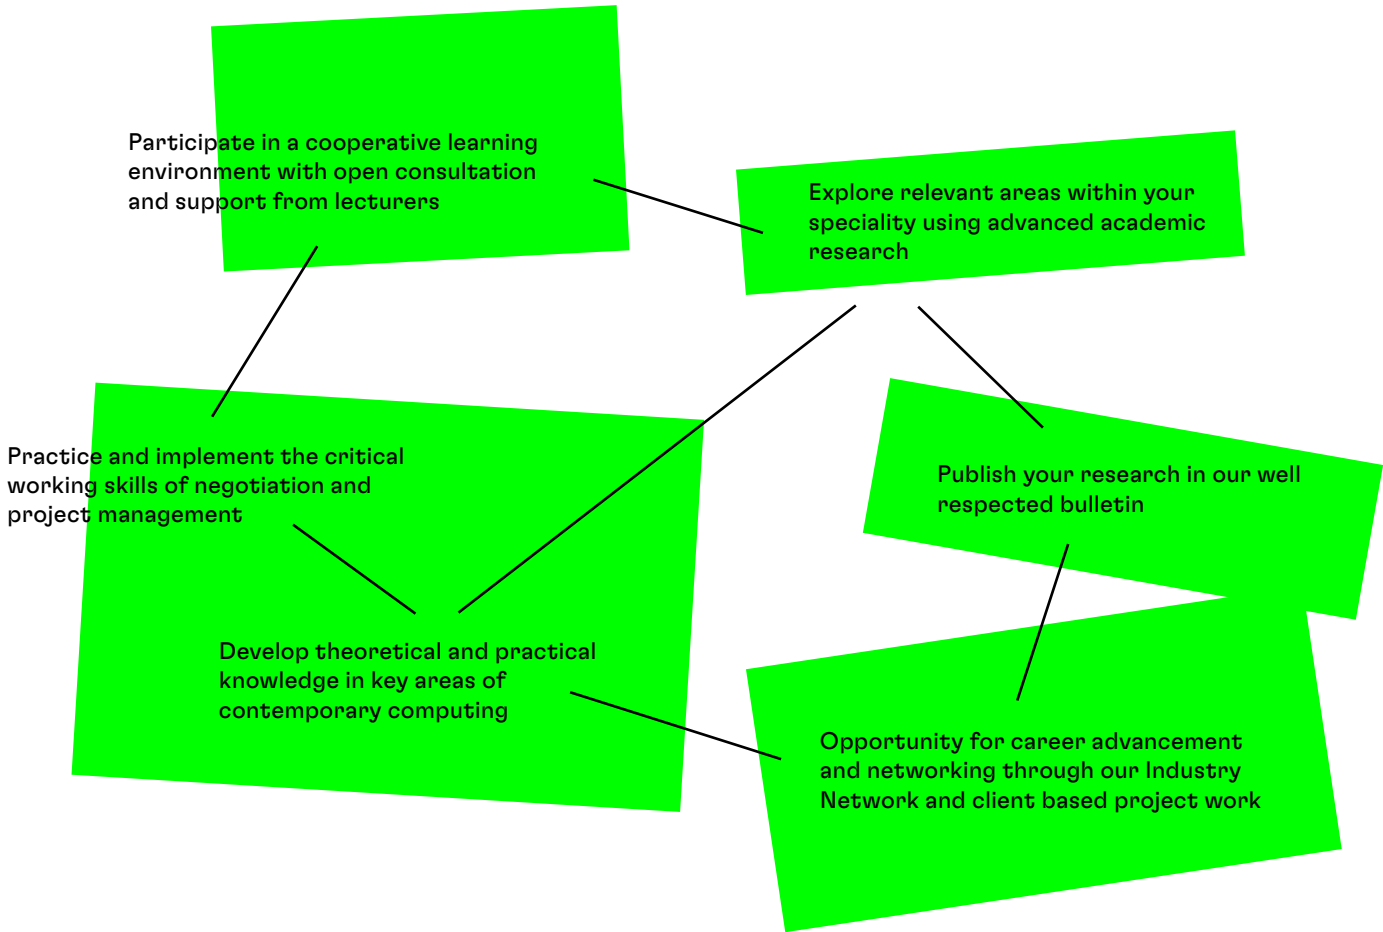 Participate in a cooperative learning
environment with open consultation
and support from lecturers
Explore relevant areas within your
speciality using advanced academic
research
Practice and implement the critical
working skills of negotiation and
project management
Publish your research in our well
respected bulletin
Develop theoretical and practical
knowledge in key areas of
contemporary computing
Opportunity for career advancement
and networking through our Industry
Network and client based project work